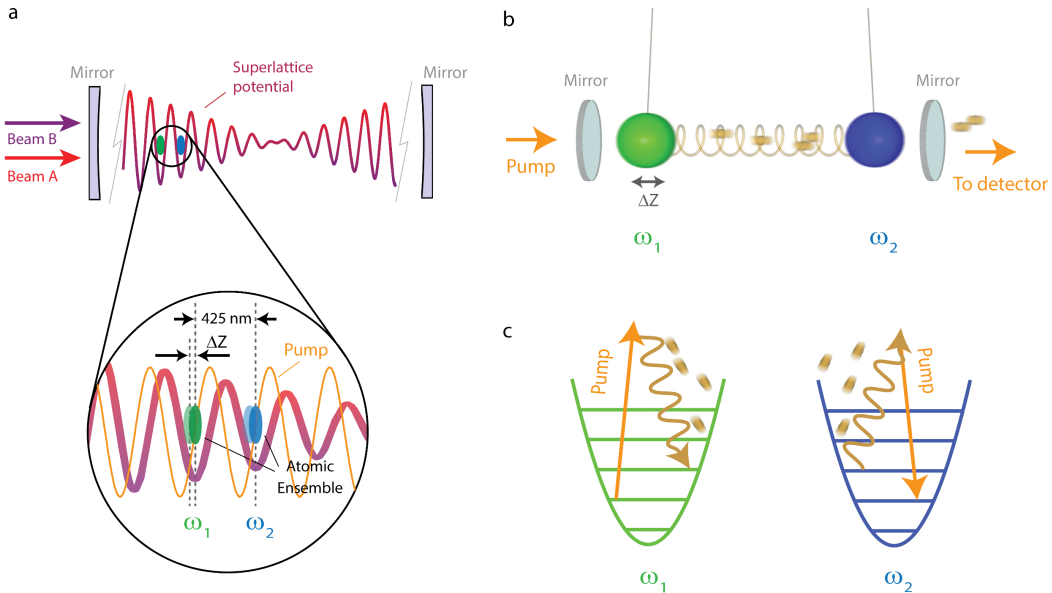 a
Mirror
Superlattice
potential
Mirror
Beam B
Beam A
425 nm
ΔZ
Pump
Atomic
Ensemble
ω1
ω2
b
Mirror
Mirror
Pump
To detector
ΔZ
ω1
ω2
c
Pump
Pump
ω1
ω2